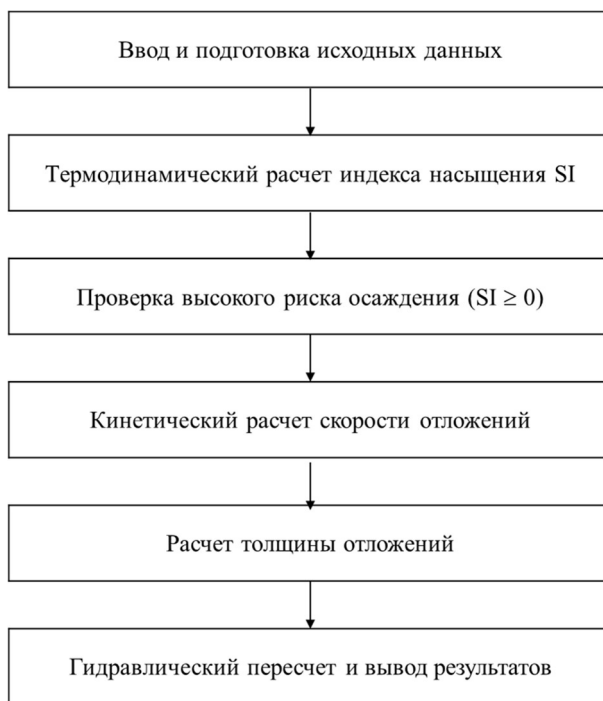 Ввод и подготовка исходных данных
Термодинамический расчет индекса насыщения SI
Проверка высокого риска осаждения (SI ≥ 0)
Кинетический расчет скорости отложений
Расчет толщины отложений
Гидравлический пересчет и вывод результатов